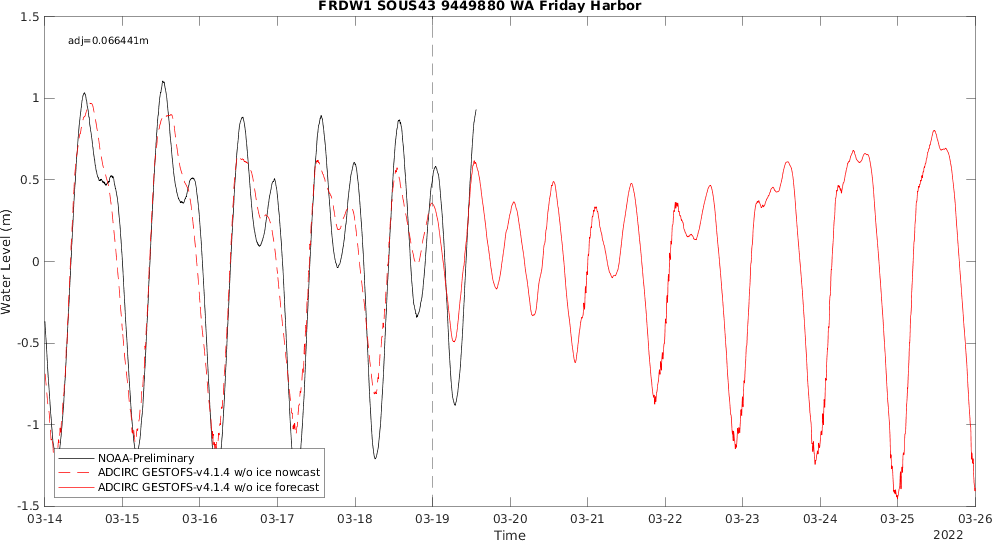 FRDW1 SOUS43 9449880 WA Friday Harbor
adj=0.066441m
1.5
1
0.5
0
-0.5
-1
-1.5
Water Level (m)
NOAA-Preliminary
ADCIRC GESTOFS-v4.1.4 w/o ice nowcast
ADCIRC GESTOFS-v4.1.4 w/o ice forecast
03-14 03-15 03-16 03-17 03-18 03-19 03-20 03-21 03-22 03-23 03-24 03-25 03-26
Time
2022